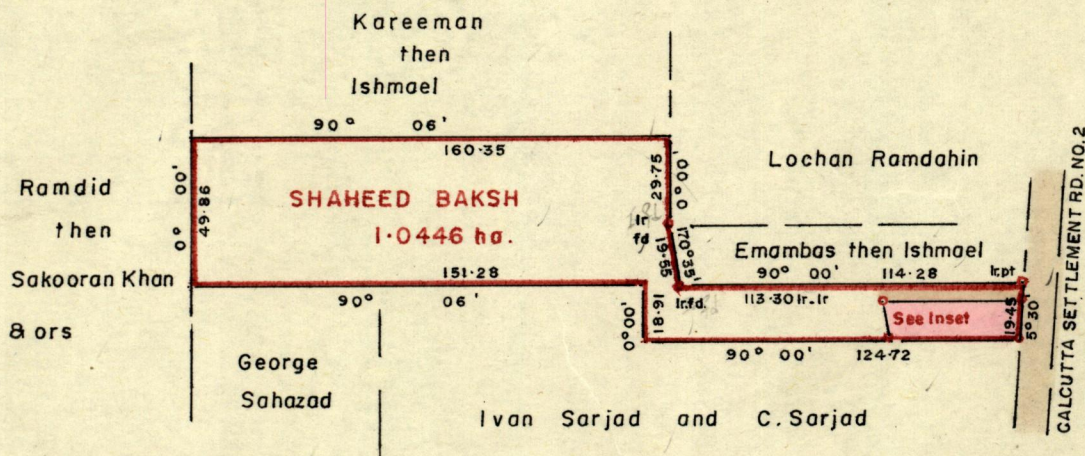 Kareeman
then
Ishmael
90° 06'
160·35
Ramdid
then
Sakooran Khan
& ors
0° 00'
49·86
SHAHEED BAKSH
1·0446 ha.
151·28
90° 06'
29·75
0° 00'
Ir
fd
19·55
170° 35'
Lochan Ramdahin
Emambas then Ishmael
90° 00' 114·28 Ir.pt
Ir.fd. 113·30 Ir.-Ir
See Inset
19·45
5° 30'
0° 00'
18·91
90° 00' 124·72
CALCUTTA SETTLEMENT RD. NO. 2
George
Sahazad
Ivan Sarjad and C. Sarjad